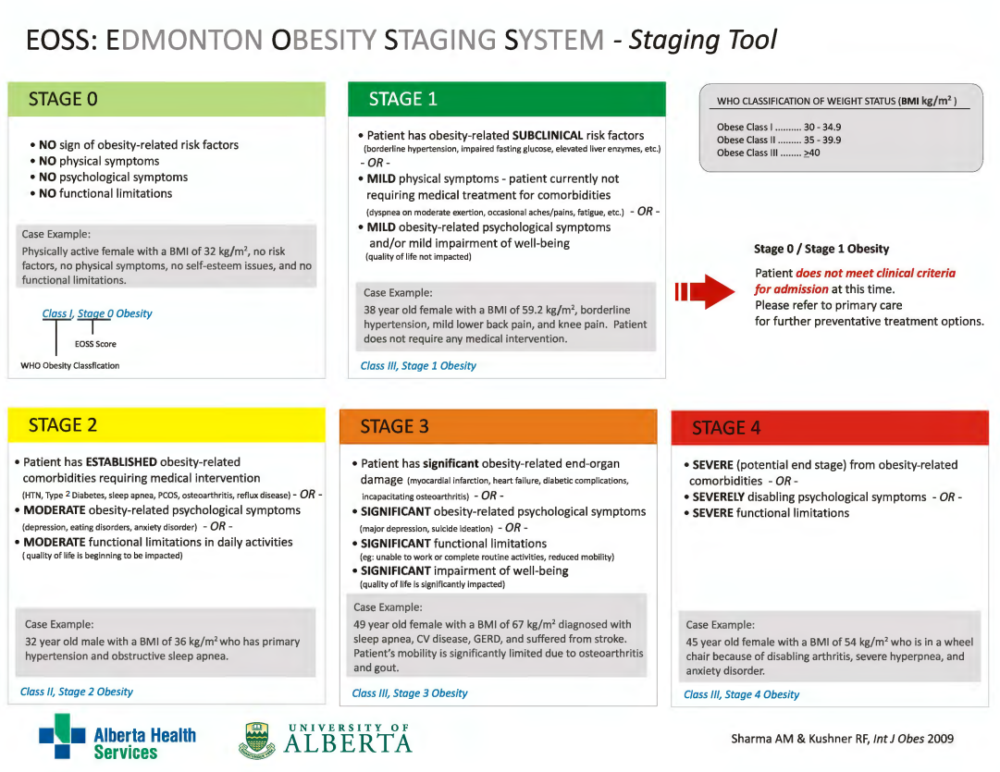 EOSS: EDMONTON OBESITY STAGING SYSTEM - Staging Tool
STAGE 0
• NO sign of obesity-related risk factors
• NO physical symptoms
• NO psychological symptoms
• NO functional limitations
Case Example:
Physically active female with a BMI of 32 kg/m², no risk
factors, no physical symptoms, no self-esteem issues, and no
functional limitations.
Class I, Stage 0 Obesity
EOSS Score
WHO Obesity Classfication
STAGE 1
• Patient has obesity-related SUBCLINICAL risk factors
(borderline hypertension, impaired fasting glucose, elevated liver enzymes, etc.)
- OR -
• MILD physical symptoms - patient currently not
requiring medical treatment for comorbidities
(dyspnea on moderate exertion, occasional aches/pains, fatigue, etc.) - OR -
• MILD obesity-related psychological symptoms
and/or mild impairment of well-being
(quality of life not impacted)
Case Example:
38 year old female with a BMI of 59.2 kg/m², borderline
hypertension, mild lower back pain, and knee pain. Patient
does not require any medical intervention.
Class III, Stage 1 Obesity
WHO CLASSIFICATION OF WEIGHT STATUS (BMI kg/m² )
Obese Class I .......... 30 - 34.9
Obese Class II ......... 35 - 39.9
Obese Class III ........ ≥40
Stage 0 / Stage 1 Obesity
Patient does not meet clinical criteria
for admission at this time.
Please refer to primary care
for further preventative treatment options.
STAGE 2
• Patient has ESTABLISHED obesity-related
comorbidities requiring medical intervention
(HTN, Type 2 Diabetes, sleep apnea, PCOS, osteoarthritis, reflux disease) - OR -
• MODERATE obesity-related psychological symptoms
(depression, eating disorders, anxiety disorder) - OR -
• MODERATE functional limitations in daily activities
( quality of life is beginning to be impacted)
Case Example:
32 year old male with a BMI of 36 kg/m² who has primary
hypertension and obstructive sleep apnea.
Class II, Stage 2 Obesity
STAGE 3
• Patient has significant obesity-related end-organ
damage (myocardial infarction, heart failure, diabetic complications,
incapacitating osteoarthritis) - OR -
• SIGNIFICANT obesity-related psychological symptoms
(major depression, suicide ideation) - OR -
• SIGNIFICANT functional limitations
(eg: unable to work or complete routine activities, reduced mobility)
• SIGNIFICANT impairment of well-being
(quality of life is significantly impacted)
Case Example:
49 year old female with a BMI of 67 kg/m² diagnosed with
sleep apnea, CV disease, GERD, and suffered from stroke.
Patient's mobility is significantly limited due to osteoarthritis
and gout.
Class III, Stage 3 Obesity
STAGE 4
• SEVERE (potential end stage) from obesity-related
comorbidities - OR -
• SEVERELY disabling psychological symptoms - OR -
• SEVERE functional limitations
Case Example:
45 year old female with a BMI of 54 kg/m² who is in a wheel
chair because of disabling arthritis, severe hyperpnea, and
anxiety disorder.
Class III, Stage 4 Obesity
Alberta Health
Services
UNIVERSITY OF
ALBERTA
Sharma AM & Kushner RF, Int J Obes 2009